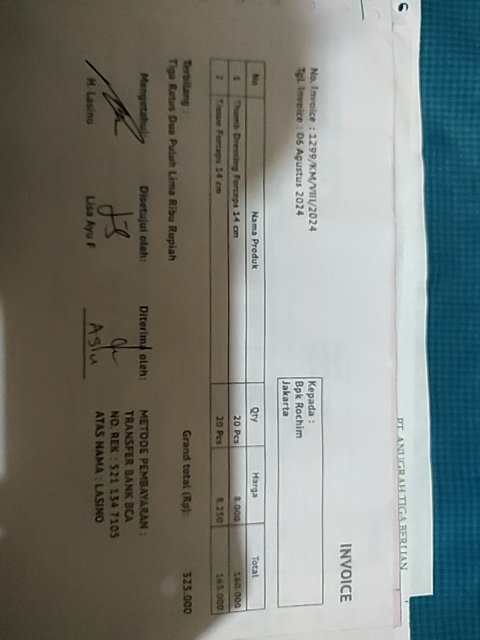 PT. ANUGRAH TIGA BERLIAN
INVOICE
No. Invoice : 1299/KM/VIII/2024
Tgl. Invoice : 06 Agustus 2024
Kepada :
Bpk Rochim
Jakarta
No Nama Produk Qty Harga Total
1 Thumb Dressing Forceps 14 cm 20 Pcs 8.000 160.000
2 Tissue Forceps 14 cm 20 Pcs 8.250 165.000
Grand total (Rp): 325.000
Terbilang :
Tiga Ratus Dua Puluh Lima Ribu Rupiah
Mengetahui: Disetujui oleh: Diterima oleh:
H. Lasino Lisa Ayu F
METODE PEMBAYARAN :
TRANSFER BANK BCA
NO. REK : 521 134 7105
ATAS NAMA : LASINO